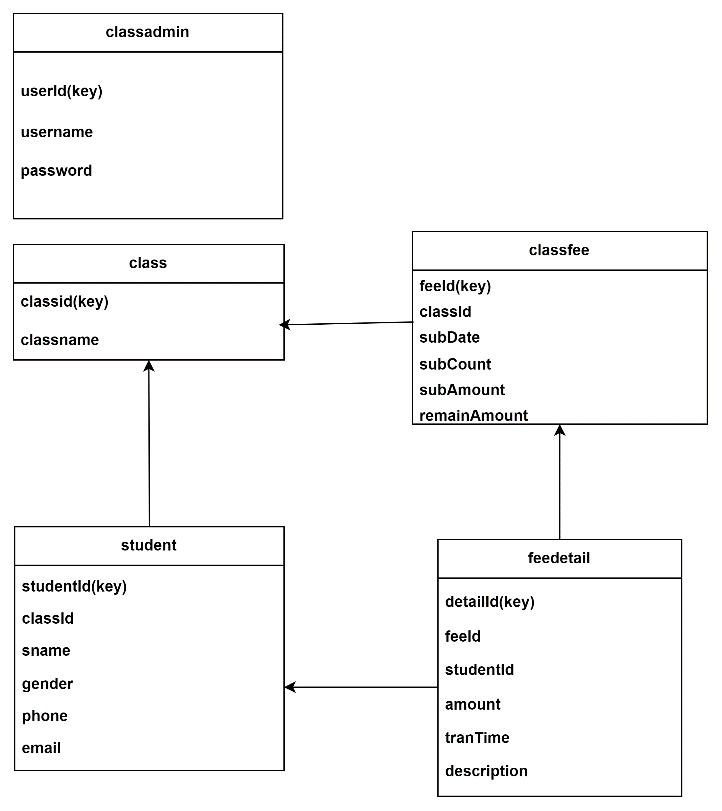 classadmin
userId(key)
username
password
class
classid(key)
classname
classfee
feeId(key)
classId
subDate
subCount
subAmount
remainAmount
student
studentId(key)
classId
sname
gender
phone
email
feedetail
detailId(key)
feeId
studentId
amount
tranTime
description